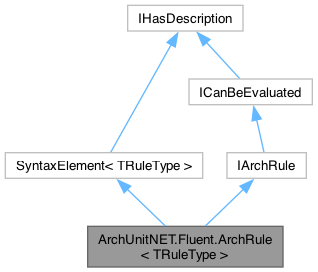 IHasDescription
ICanBeEvaluated
SyntaxElement< TRuleType >
IArchRule
ArchUnitNET.Fluent.ArchRule
< TRuleType >